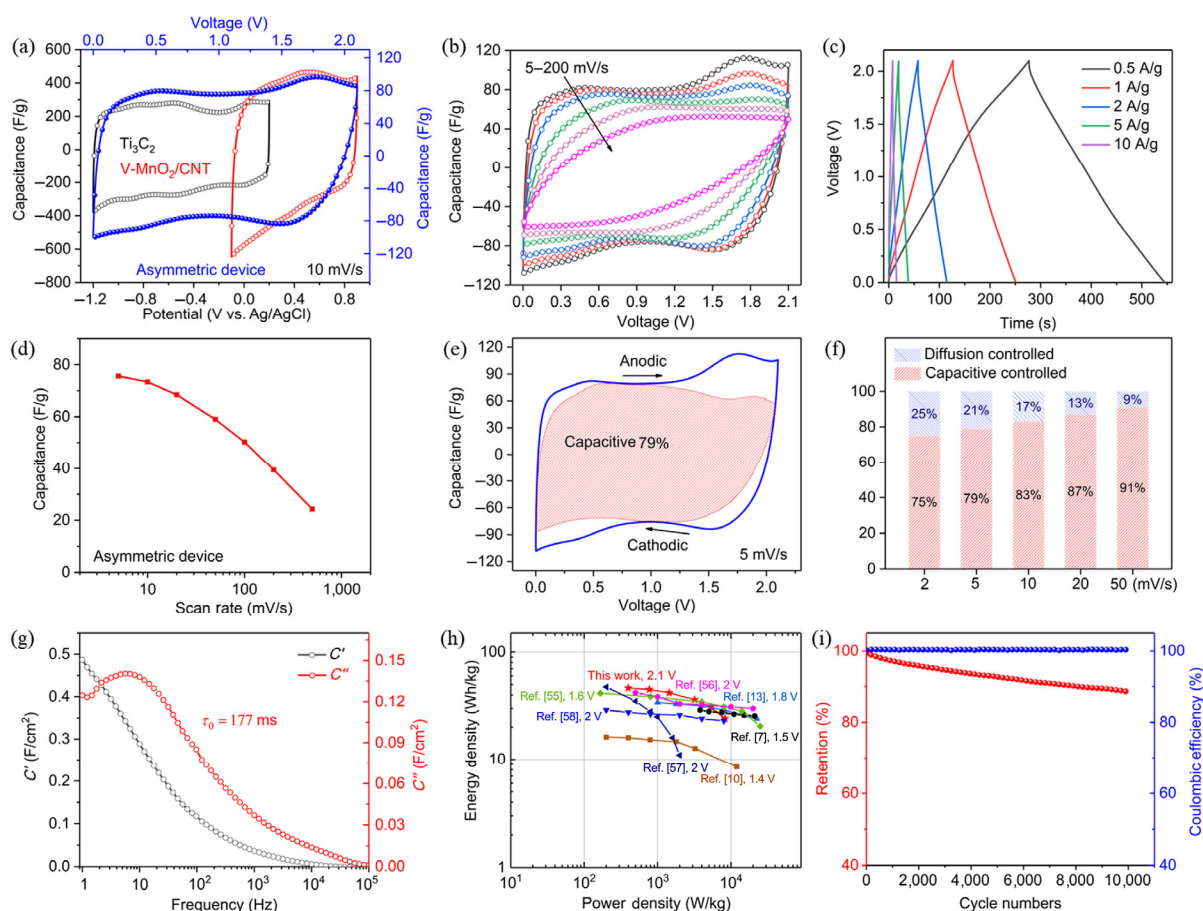 (a)
Voltage (V)
0.0 0.7 1.4 2.1
600
400
200
0
–200
–400
–600
–800
Capacitance (F/g)
120
80
40
0
–40
–80
–120
Capacitance (F/g)
Ti3C2
V-MnO2/CNT
Asymmetric device
10 mV/s
–1.2 –0.8 –0.4 0.0 0.4 0.8
Potential (V vs. Ag/AgCl)
(b)
120
80
40
0
–40
–80
–120
Capacitance (F/g)
5–200 mV/s
0.0 0.3 0.6 0.9 1.2 1.5 1.8 2.1
Voltage (V)
(c)
2.0
1.5
1.0
0.5
0.0
Voltage (V)
0.5 A/g
1 A/g
2 A/g
5 A/g
10 A/g
0 100 200 300 400 500
Time (s)
(d)
80
60
40
20
0
Capacitance (F/g)
Asymmetric device
10 100 1,000
Scan rate (mV/s)
(e)
120
90
60
30
0
–30
–60
–90
–120
Capacitance (F/g)
Anodic
Capacitive 79%
Cathodic
5 mV/s
0.0 0.5 1.0 1.5 2.0
Voltage (V)
(f)
120
100
80
60
40
20
0
Contribution (%)
Diffusion controlled
Capacitive controlled
25% 21% 17% 13% 9%
75% 79% 83% 87% 91%
2 5 10 20 50 (mV/s)
(g)
0.5
0.4
0.3
0.2
0.1
0.0
C′ (F/cm2)
C′
C″
τ0 = 177 ms
0.15
0.12
0.09
0.06
0.03
0.00
C″ (F/cm2)
1 10 102 103 104 105
Frequency (Hz)
(h)
100
10
1
Energy density (Wh/kg)
This work, 2.1 V
Ref. [56], 2 V
Ref. [55], 1.6 V
Ref. [13], 1.8 V
Ref. [58], 2 V
Ref. [7], 1.5 V
Ref. [57], 2 V
Ref. [10], 1.4 V
101 102 103 104
Power density (W/kg)
(i)
100
80
60
40
Retention (%)
100
80
60
40
Coulombic efficiency (%)
0 2,000 4,000 6,000 8,000 10,000
Cycle numbers